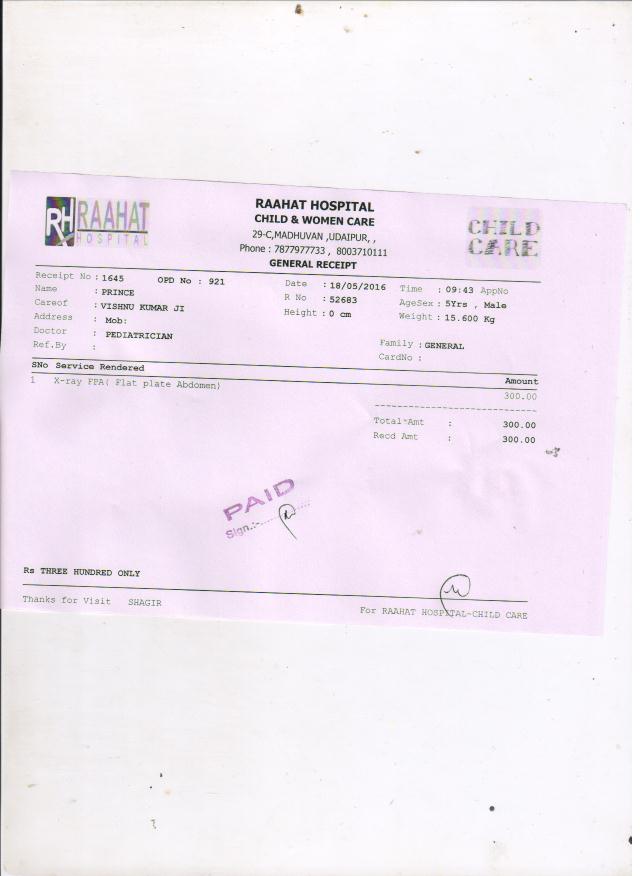 RH RAAHAT
HOSPITAL
RAAHAT HOSPITAL
CHILD & WOMEN CARE
29-C,MADHUVAN ,UDAIPUR, ,
Phone : 7877977733 , 8003710111
GENERAL RECEIPT
CHILD
CARE
Receipt No : 1645 OPD No : 921 Date : 18/05/2016 Time : 09:43 AppNo
Name : PRINCE R No : 52683 AgeSex : 5Yrs , Male
Careof : VISHNU KUMAR JI Height : 0 cm Weight : 15.600 Kg
Address : Mob:
Doctor : PEDIATRICIAN Family : GENERAL
Ref.By : CardNo :
SNo Service Rendered Amount
1 X-ray FPA( Flat plate Abdomen) 300.00
Total Amt : 300.00
Recd Amt : 300.00
PAID
Sign.:-
Rs THREE HUNDRED ONLY
Thanks for Visit SHAGIR For RAAHAT HOSPITAL-CHILD CARE